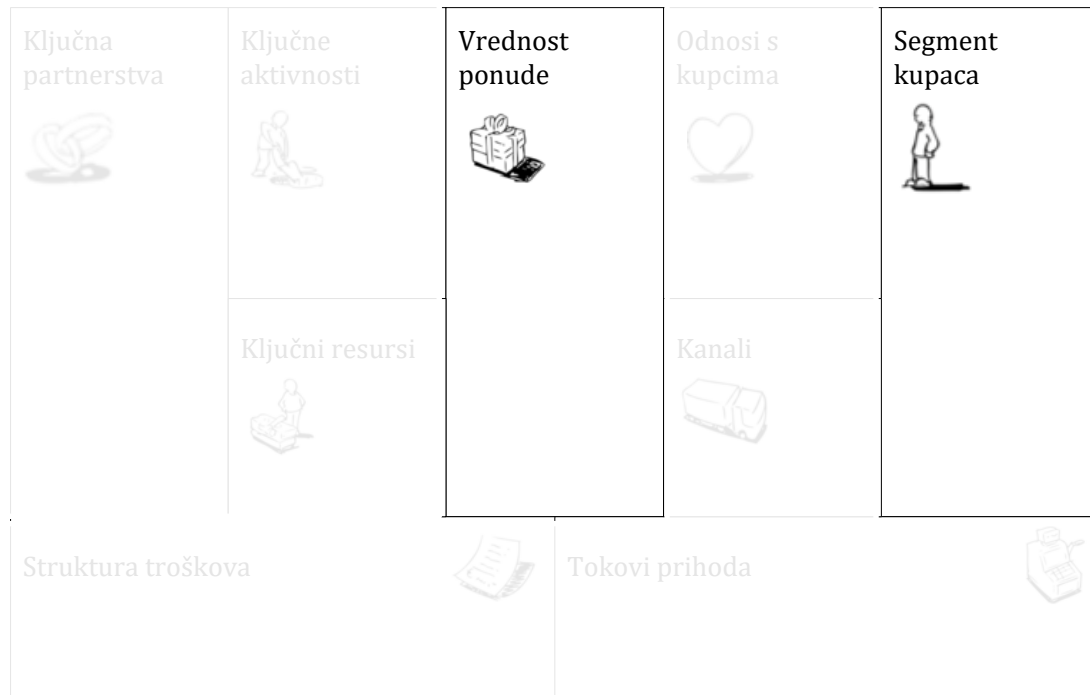 Ključna
partnerstva
Ključne
aktivnosti
Vrednost
ponude
Odnosi s
kupcima
Segment
kupaca
Ključni resursi
Kanali
Struktura troškova
Tokovi prihoda